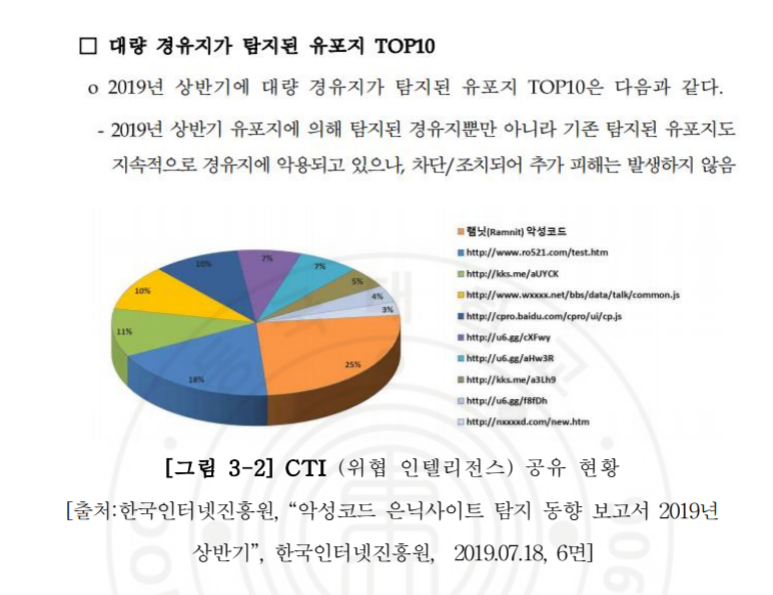 □ 대량 경유지가 탐지된 유포지 TOP10
o 2019년 상반기에 대량 경유지가 탐지된 유포지 TOP10은 다음과 같다.
- 2019년 상반기 유포지에 의해 탐지된 경유지뿐만 아니라 기존 탐지된 유포지도
지속적으로 경유지에 악용되고 있으나, 차단/조치되어 추가 피해는 발생하지 않음
램닛(Ramnit) 악성코드
http://www.ro521.com/test.htm
http://kks.me/aUYCK
http://www.wxxxx.net/bbs/data/talk/common.js
http://cpro.baidu.com/cpro/ui/cp.js
http://u6.gg/cXFwy
http://u6.gg/aHw3R
http://kks.me/a3Lh9
http://u6.gg/f8fDh
http://nxxxxd.com/new.htm
25%
18%
11%
10%
10%
7%
7%
5%
4%
3%
[그림 3-2] CTI (위협 인텔리전스) 공유 현황
[출처:한국인터넷진흥원, “악성코드 은닉사이트 탐지 동향 보고서 2019년
상반기”, 한국인터넷진흥원, 2019.07.18, 6면]